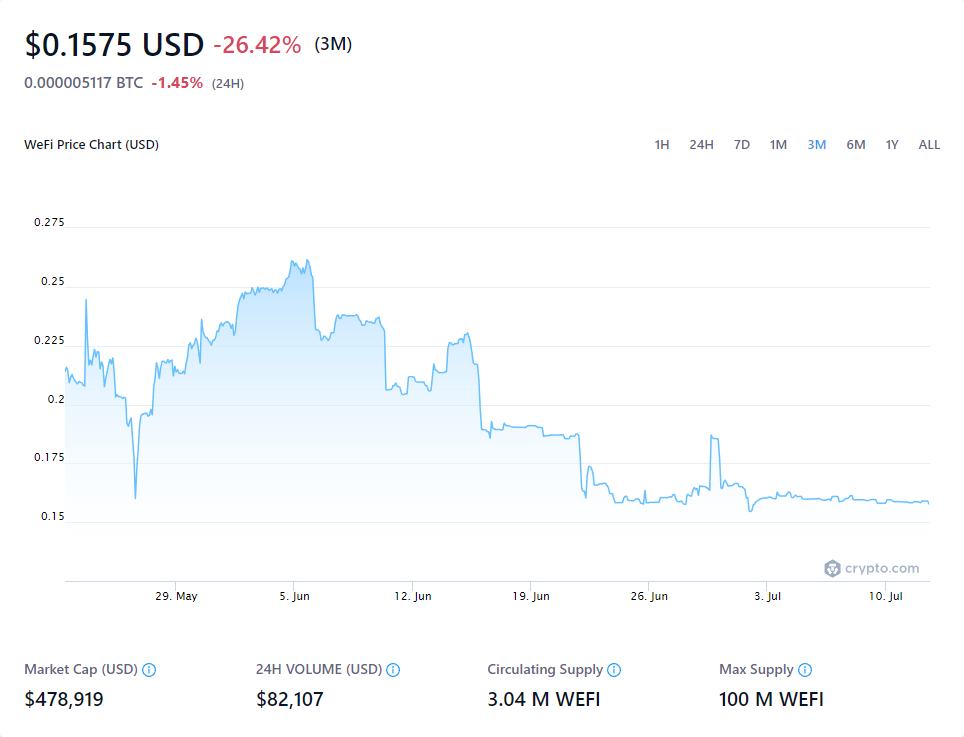 $0.1575 USD -26.42% (3M)
0.000005117 BTC -1.45% (24H)
WeFi Price Chart (USD) 1H 24H 7D 1M 3M 6M 1Y ALL
0.275
0.25
0.225
0.2
0.175
0.15
crypto.com
29. May 5. Jun 12. Jun 19. Jun 26. Jun 3. Jul 10. Jul
Market Cap (USD) 24H VOLUME (USD) Circulating Supply Max Supply
$478,919 $82,107 3.04 M WEFI 100 M WEFI